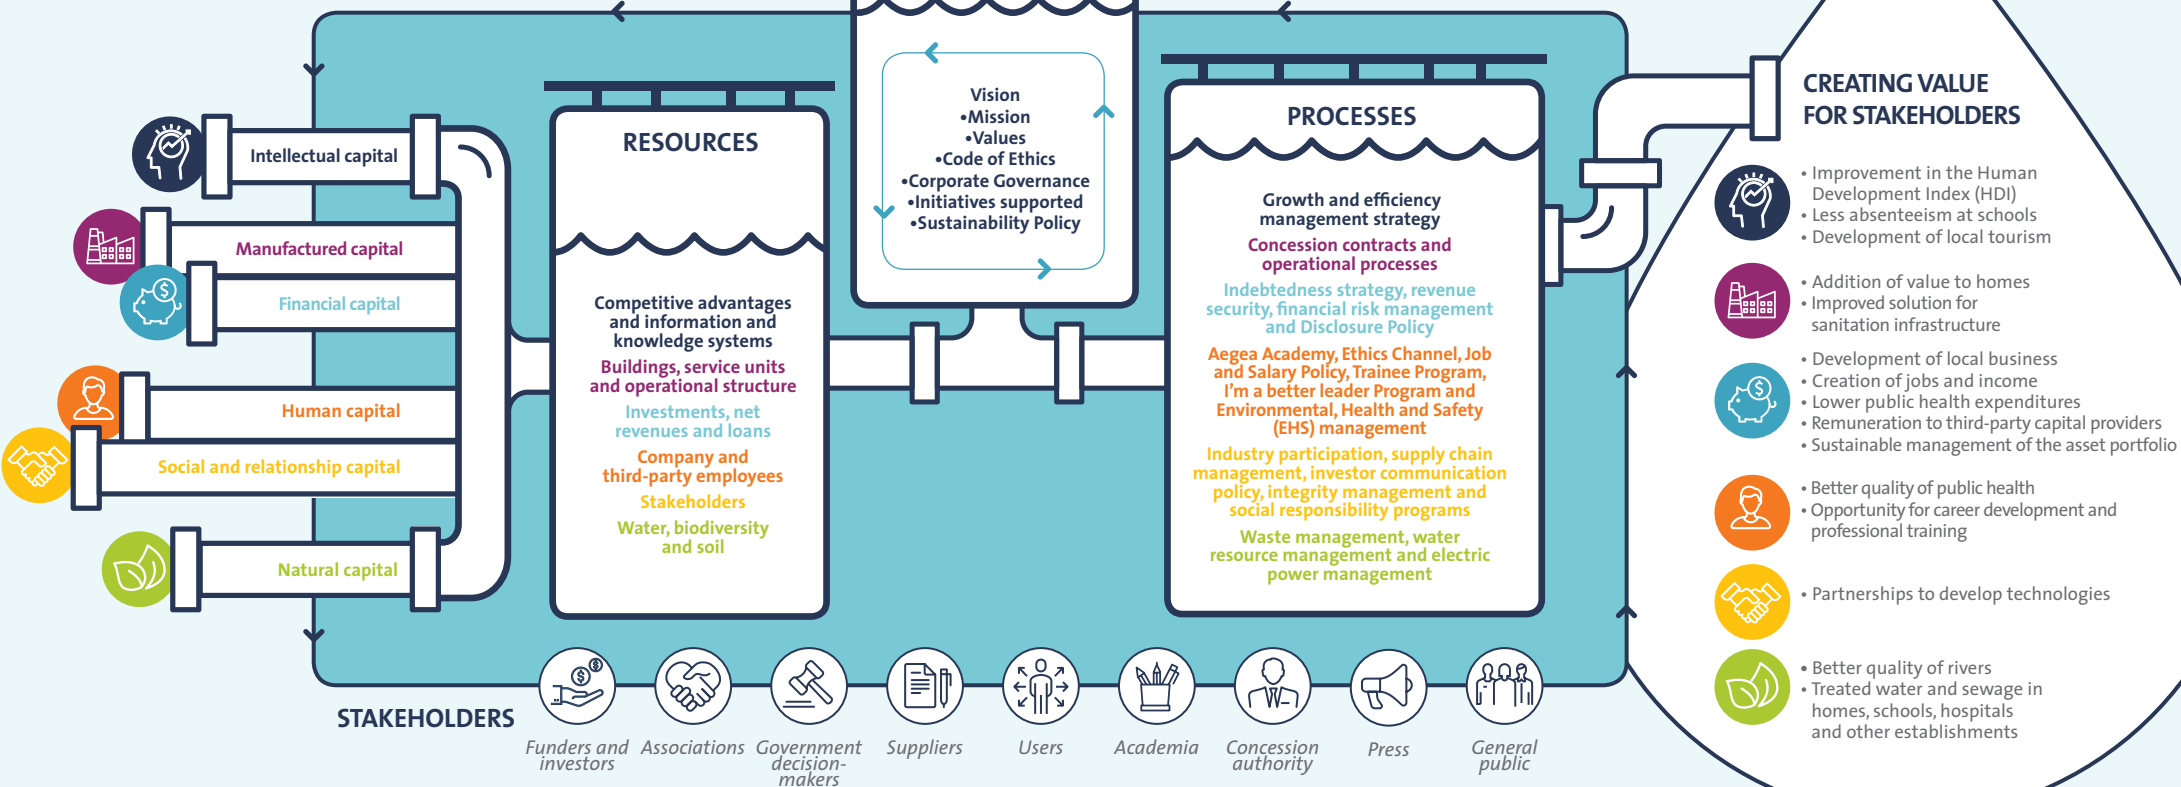 Intellectual capital
Manufactured capital
Financial capital
Human capital
Social and relationship capital
Natural capital
RESOURCES
Competitive advantages
and information and
knowledge systems
Buildings, service units
and operational structure
Investments, net
revenues and loans
Company and
third-party employees
Stakeholders
Water, biodiversity
and soil
Vision
•Mission
•Values
•Code of Ethics
•Corporate Governance
•Initiatives supported
•Sustainability Policy
PROCESSES
Growth and efficiency
management strategy
Concession contracts and
operational processes
Indebtedness strategy, revenue
security, financial risk management
and Disclosure Policy
Aegea Academy, Ethics Channel, Job
and Salary Policy, Trainee Program,
I'm a better leader Program and
Environmental, Health and Safety
(EHS) management
Industry participation, supply chain
management, investor communication
policy, integrity management and
social responsibility programs
Waste management, water
resource management and electric
power management
CREATING VALUE
FOR STAKEHOLDERS
• Improvement in the Human
Development Index (HDI)
• Less absenteeism at schools
• Development of local tourism
• Addition of value to homes
• Improved solution for
sanitation infrastructure
• Development of local business
• Creation of jobs and income
• Lower public health expenditures
• Remuneration to third-party capital providers
• Sustainable management of the asset portfolio
• Better quality of public health
• Opportunity for career development and
professional training
• Partnerships to develop technologies
• Better quality of rivers
• Treated water and sewage in
homes, schools, hospitals
and other establishments
STAKEHOLDERS
Funders and
investors
Associations
Government
decision-
makers
Suppliers
Users
Academia
Concession
authority
Press
General
public